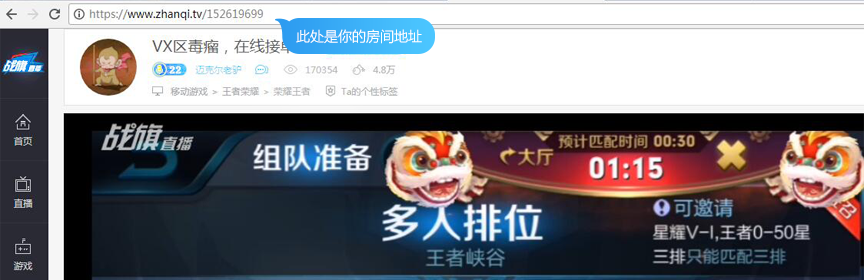 https://www.zhanqi.tv/152619699
此处是你的房间地址
VX区毒瘤，在线接单
战旗直播
22 迈克尔老驴 170354 4.8万
移动游戏 > 王者荣耀 > 荣耀王者 Ta的个性标签
首页
直播
游戏
战旗直播
组队准备
大厅
预计匹配时间 00:30
01:15
多人排位
王者峡谷
可邀请
星耀V-I,王者0-50星
三排只能匹配三排